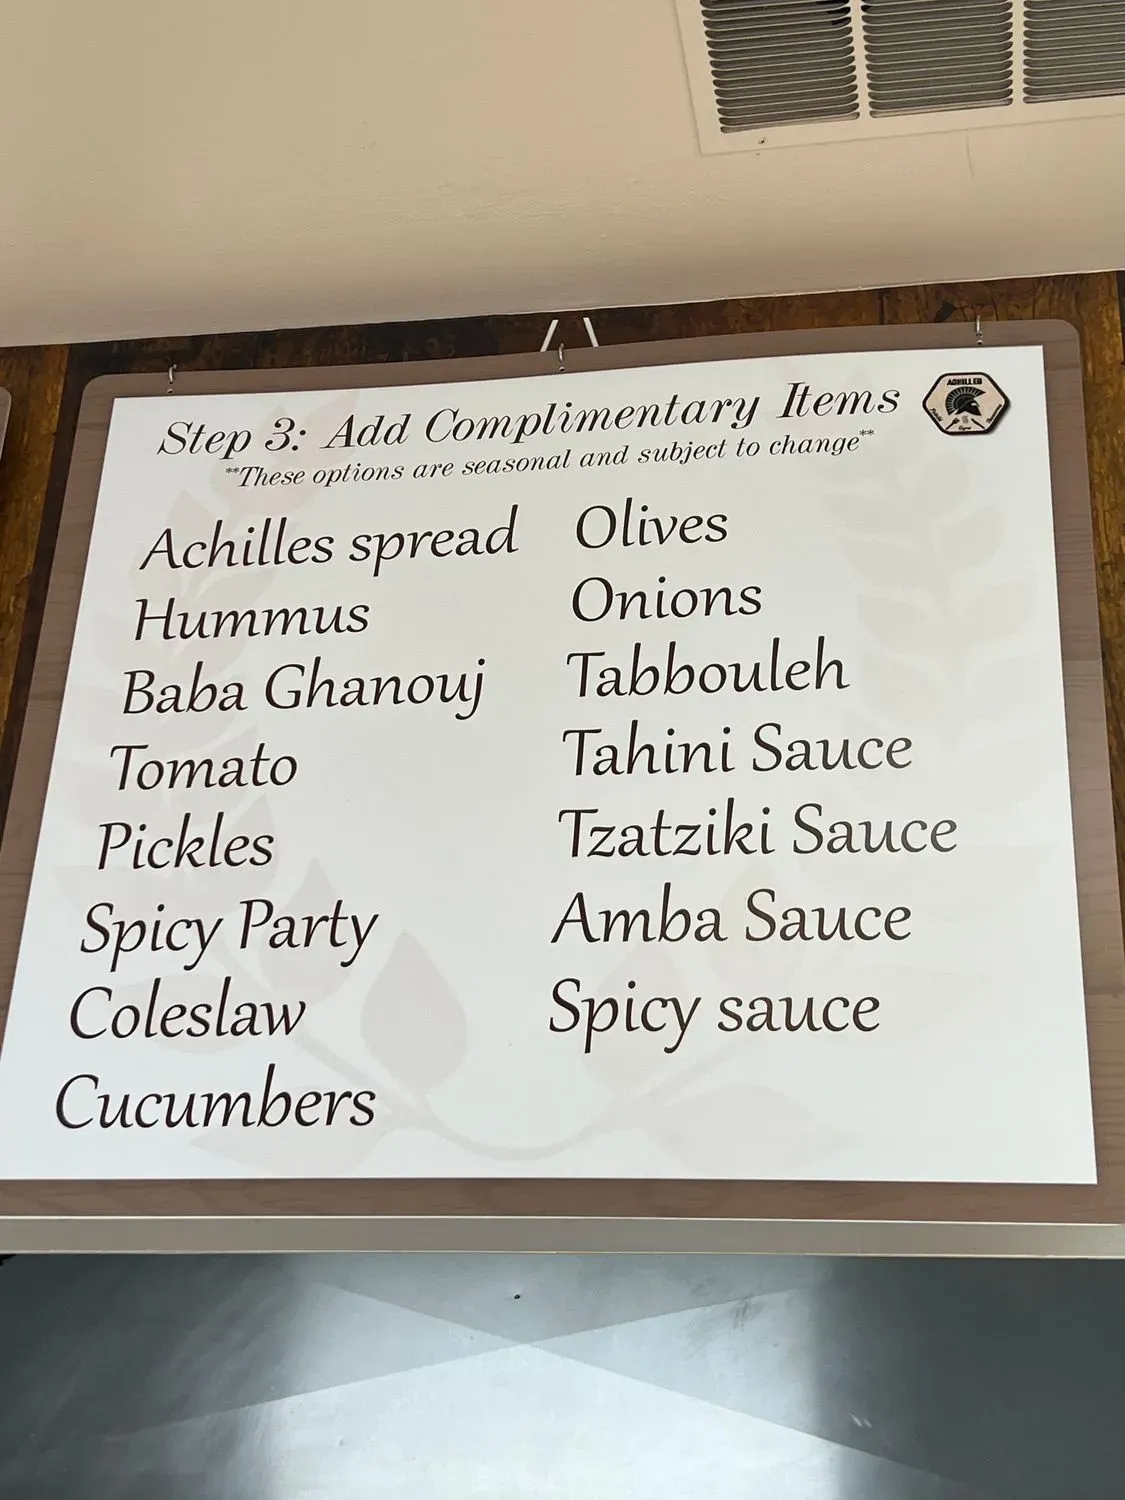 Step 3: Add Complimentary Items
**These options are seasonal and subject to change**
ACHILLES
Achilles spread
Hummus
Baba Ghanouj
Tomato
Pickles
Spicy Party
Coleslaw
Cucumbers
Olives
Onions
Tabbouleh
Tahini Sauce
Tzatziki Sauce
Amba Sauce
Spicy sauce